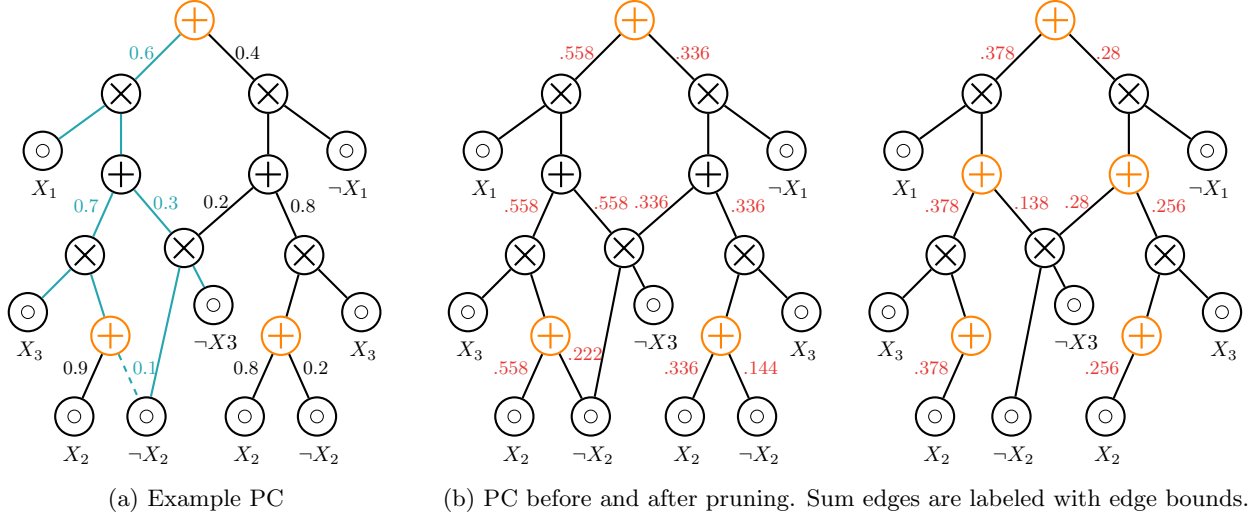 0.6 0.4 .558 .336 .378 .28
X₁ ¬X₁ X₁ ¬X₁ X₁ ¬X₁
0.7 0.3 0.2 0.8 .558 .558 .336 .336 .378 .138 .28 .256
X₃ ¬X3 X₃ X₃ ¬X3 X₃ X₃ ¬X3 X₃
0.9 0.1 0.8 0.2 .558 .222 .336 .144 .378 .256
X₂ ¬X₂ X₂ ¬X₂ X₂ ¬X₂ X₂ ¬X₂ X₂ ¬X₂ X₂
(a) Example PC
(b) PC before and after pruning. Sum edges are labeled with edge bounds.